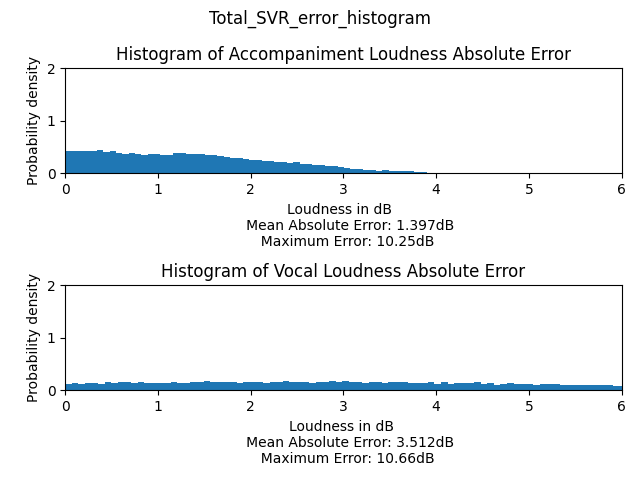 Total_SVR_error_histogram
Histogram of Accompaniment Loudness Absolute Error
Probability density
2
1
0
0 1 2 3 4 5 6
Loudness in dB
Mean Absolute Error: 1.397dB
Maximum Error: 10.25dB
Histogram of Vocal Loudness Absolute Error
Probability density
2
1
0
0 1 2 3 4 5 6
Loudness in dB
Mean Absolute Error: 3.512dB
Maximum Error: 10.66dB